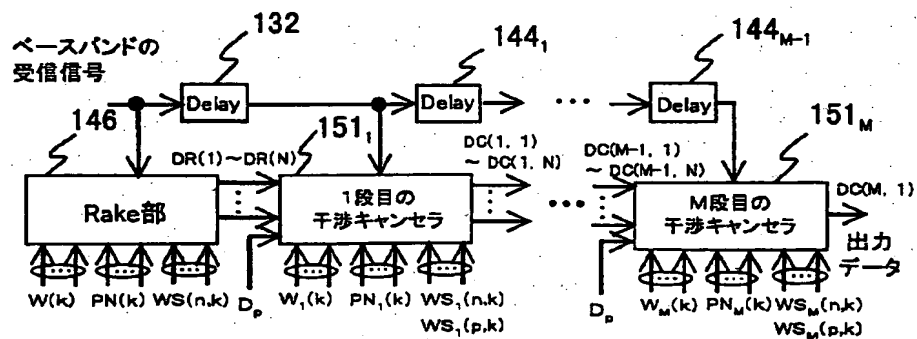 ベースバンドの
受信信号
132
144₁
144M-1
Delay
Delay
Delay
146
151₁
151M
DR(1)~DR(N)
DC(1, 1)
~DC(1, N)
DC(M-1, 1)
~DC(M-1, N)
DC(M, 1)
Rake部
1段目の
干渉キャンセラ
M段目の
干渉キャンセラ
出力
データ
W(k) PN(k) WS(n,k)
Dp
W₁(k) PN₁(k) WS₁(n,k)
WS₁(p,k)
Dp
WM(k) PNM(k) WSM(n,k)
WSM(p,k)